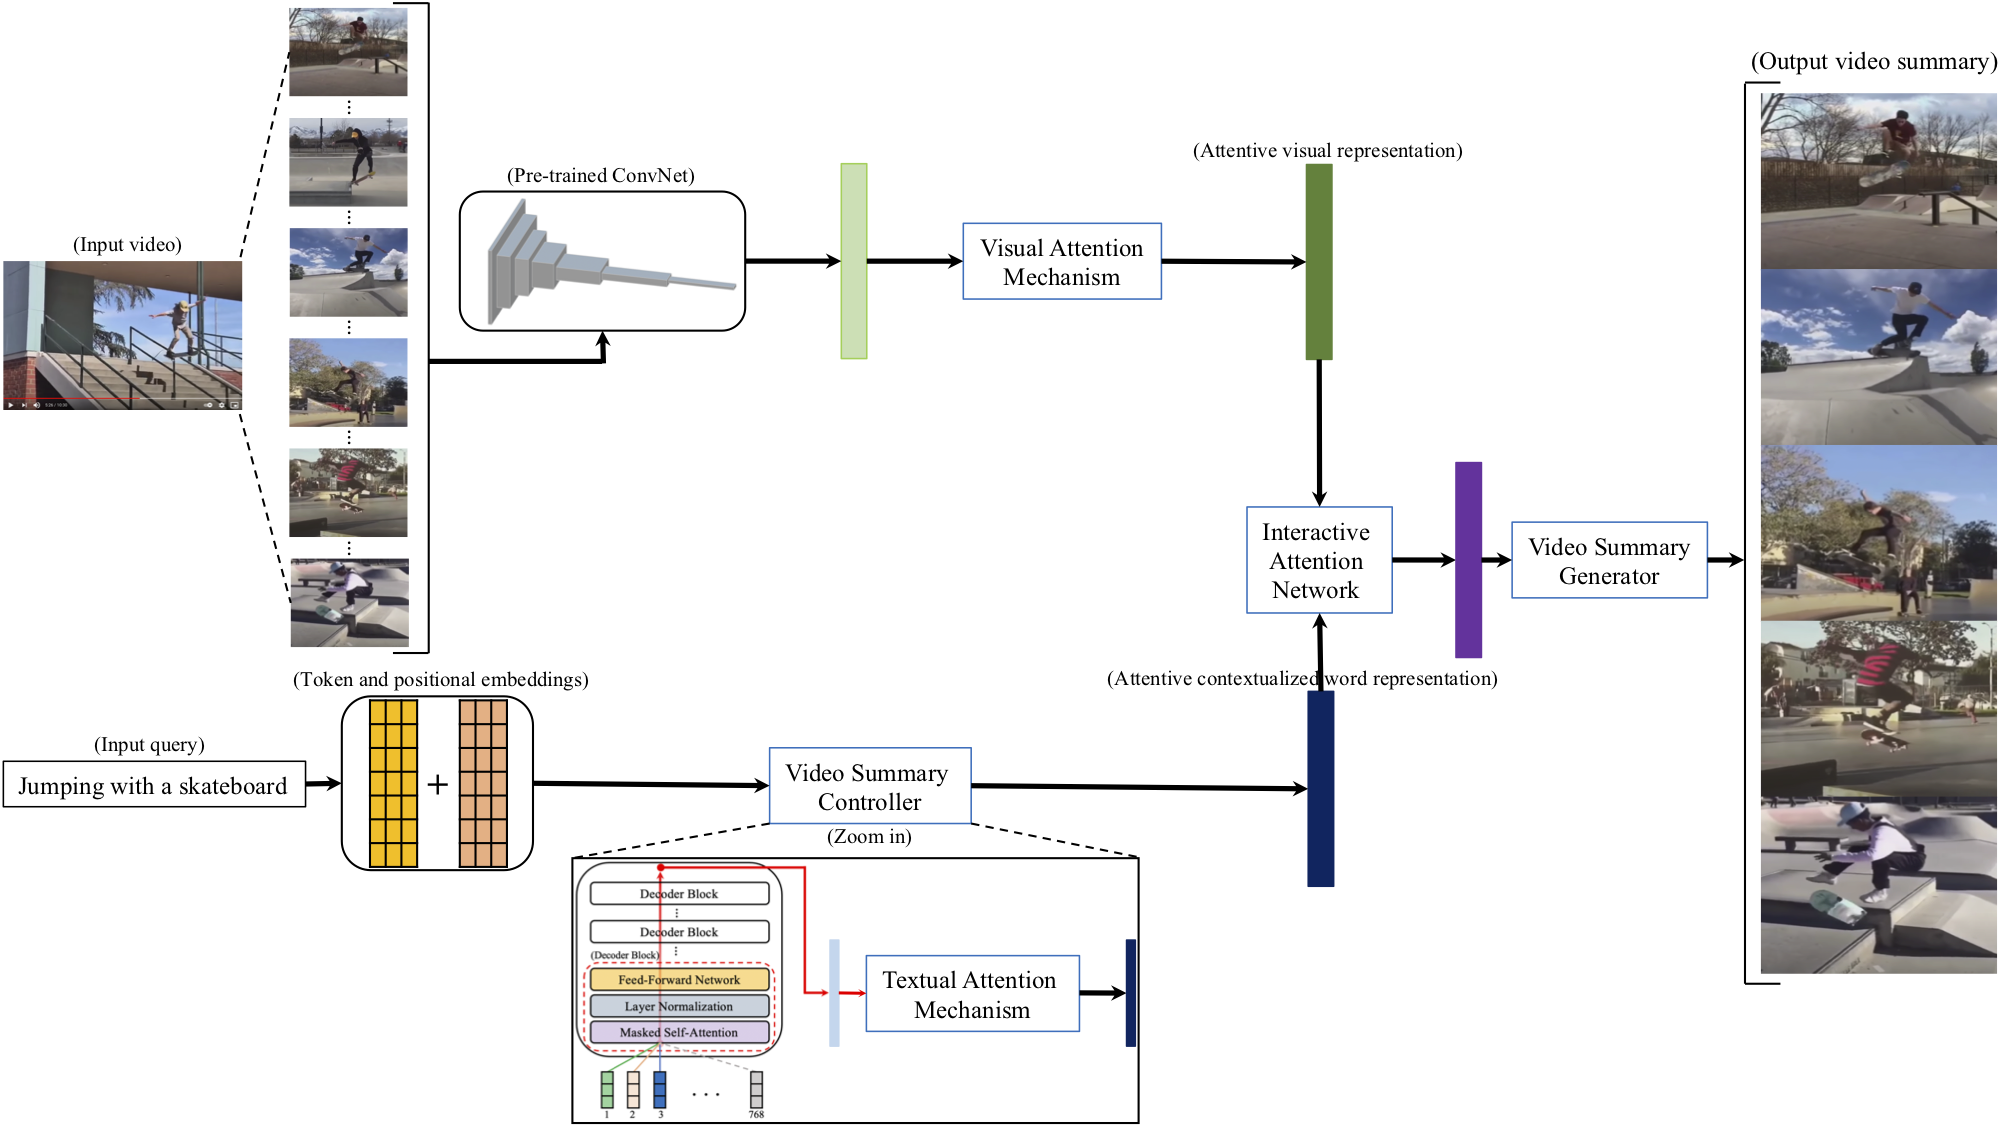 (Output video summary)
(Attentive visual representation)
(Pre-trained ConvNet)
(Input video)
Visual Attention
Mechanism
Interactive
Attention
Network
Video Summary
Generator
(Token and positional embeddings)
(Attentive contextualized word representation)
(Input query)
Jumping with a skateboard
+
Video Summary
Controller
(Zoom in)
Decoder Block
Decoder Block
(Decoder Block)
Feed-Forward Network
Layer Normalization
Masked Self-Attention
Textual Attention
Mechanism
1 2 3 . . . 768